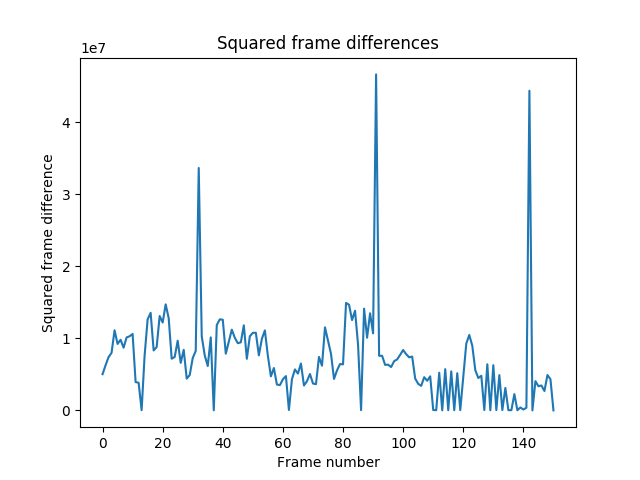 Squared frame differences
1e7
Squared frame difference
4
3
2
1
0
0 20 40 60 80 100 120 140
Frame number